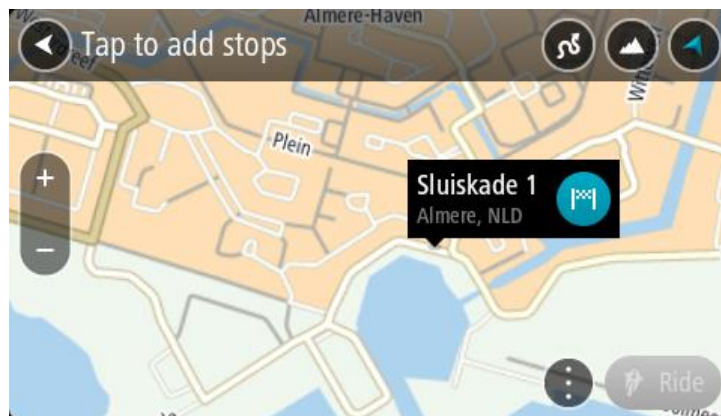 Almere-Haven
Tap to add stops
Plein
Sluiskade 1
Almere, NLD
+
−
Ride